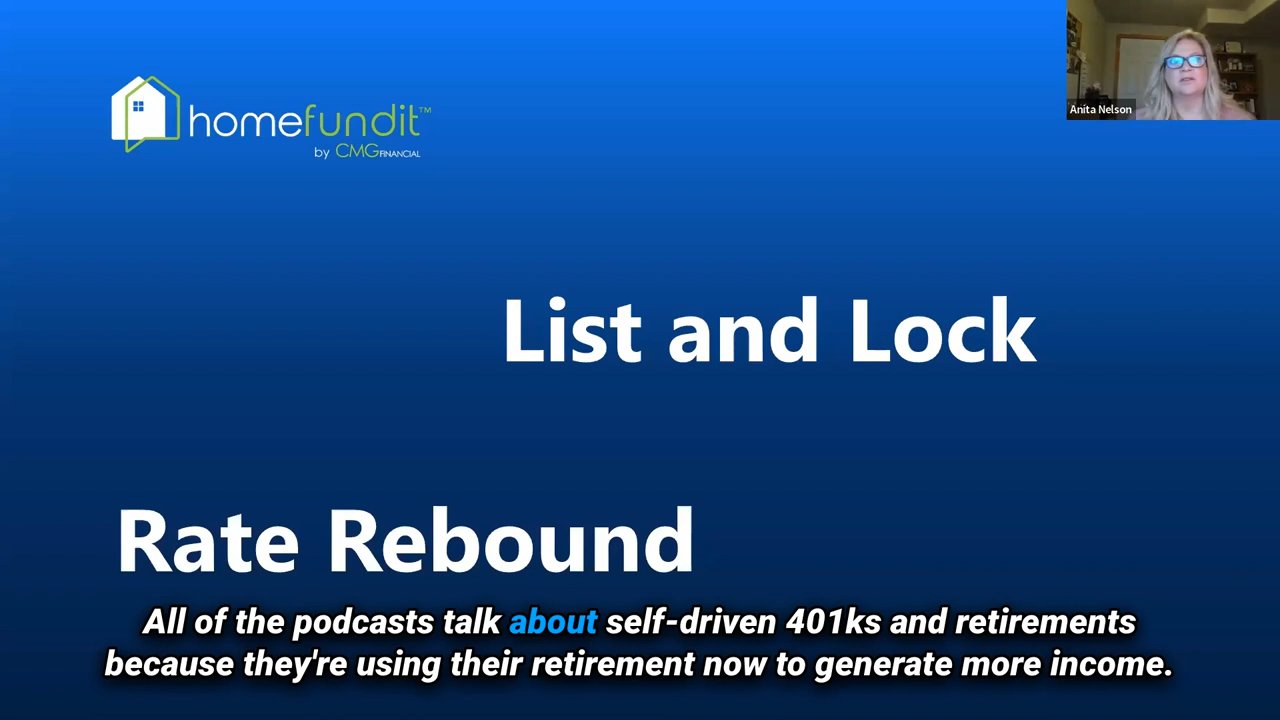 homefundit™
by CMG FINANCIAL
Anita Nelson
List and Lock
Rate Rebound
All of the podcasts talk about self-driven 401ks and retirements
because they're using their retirement now to generate more income.